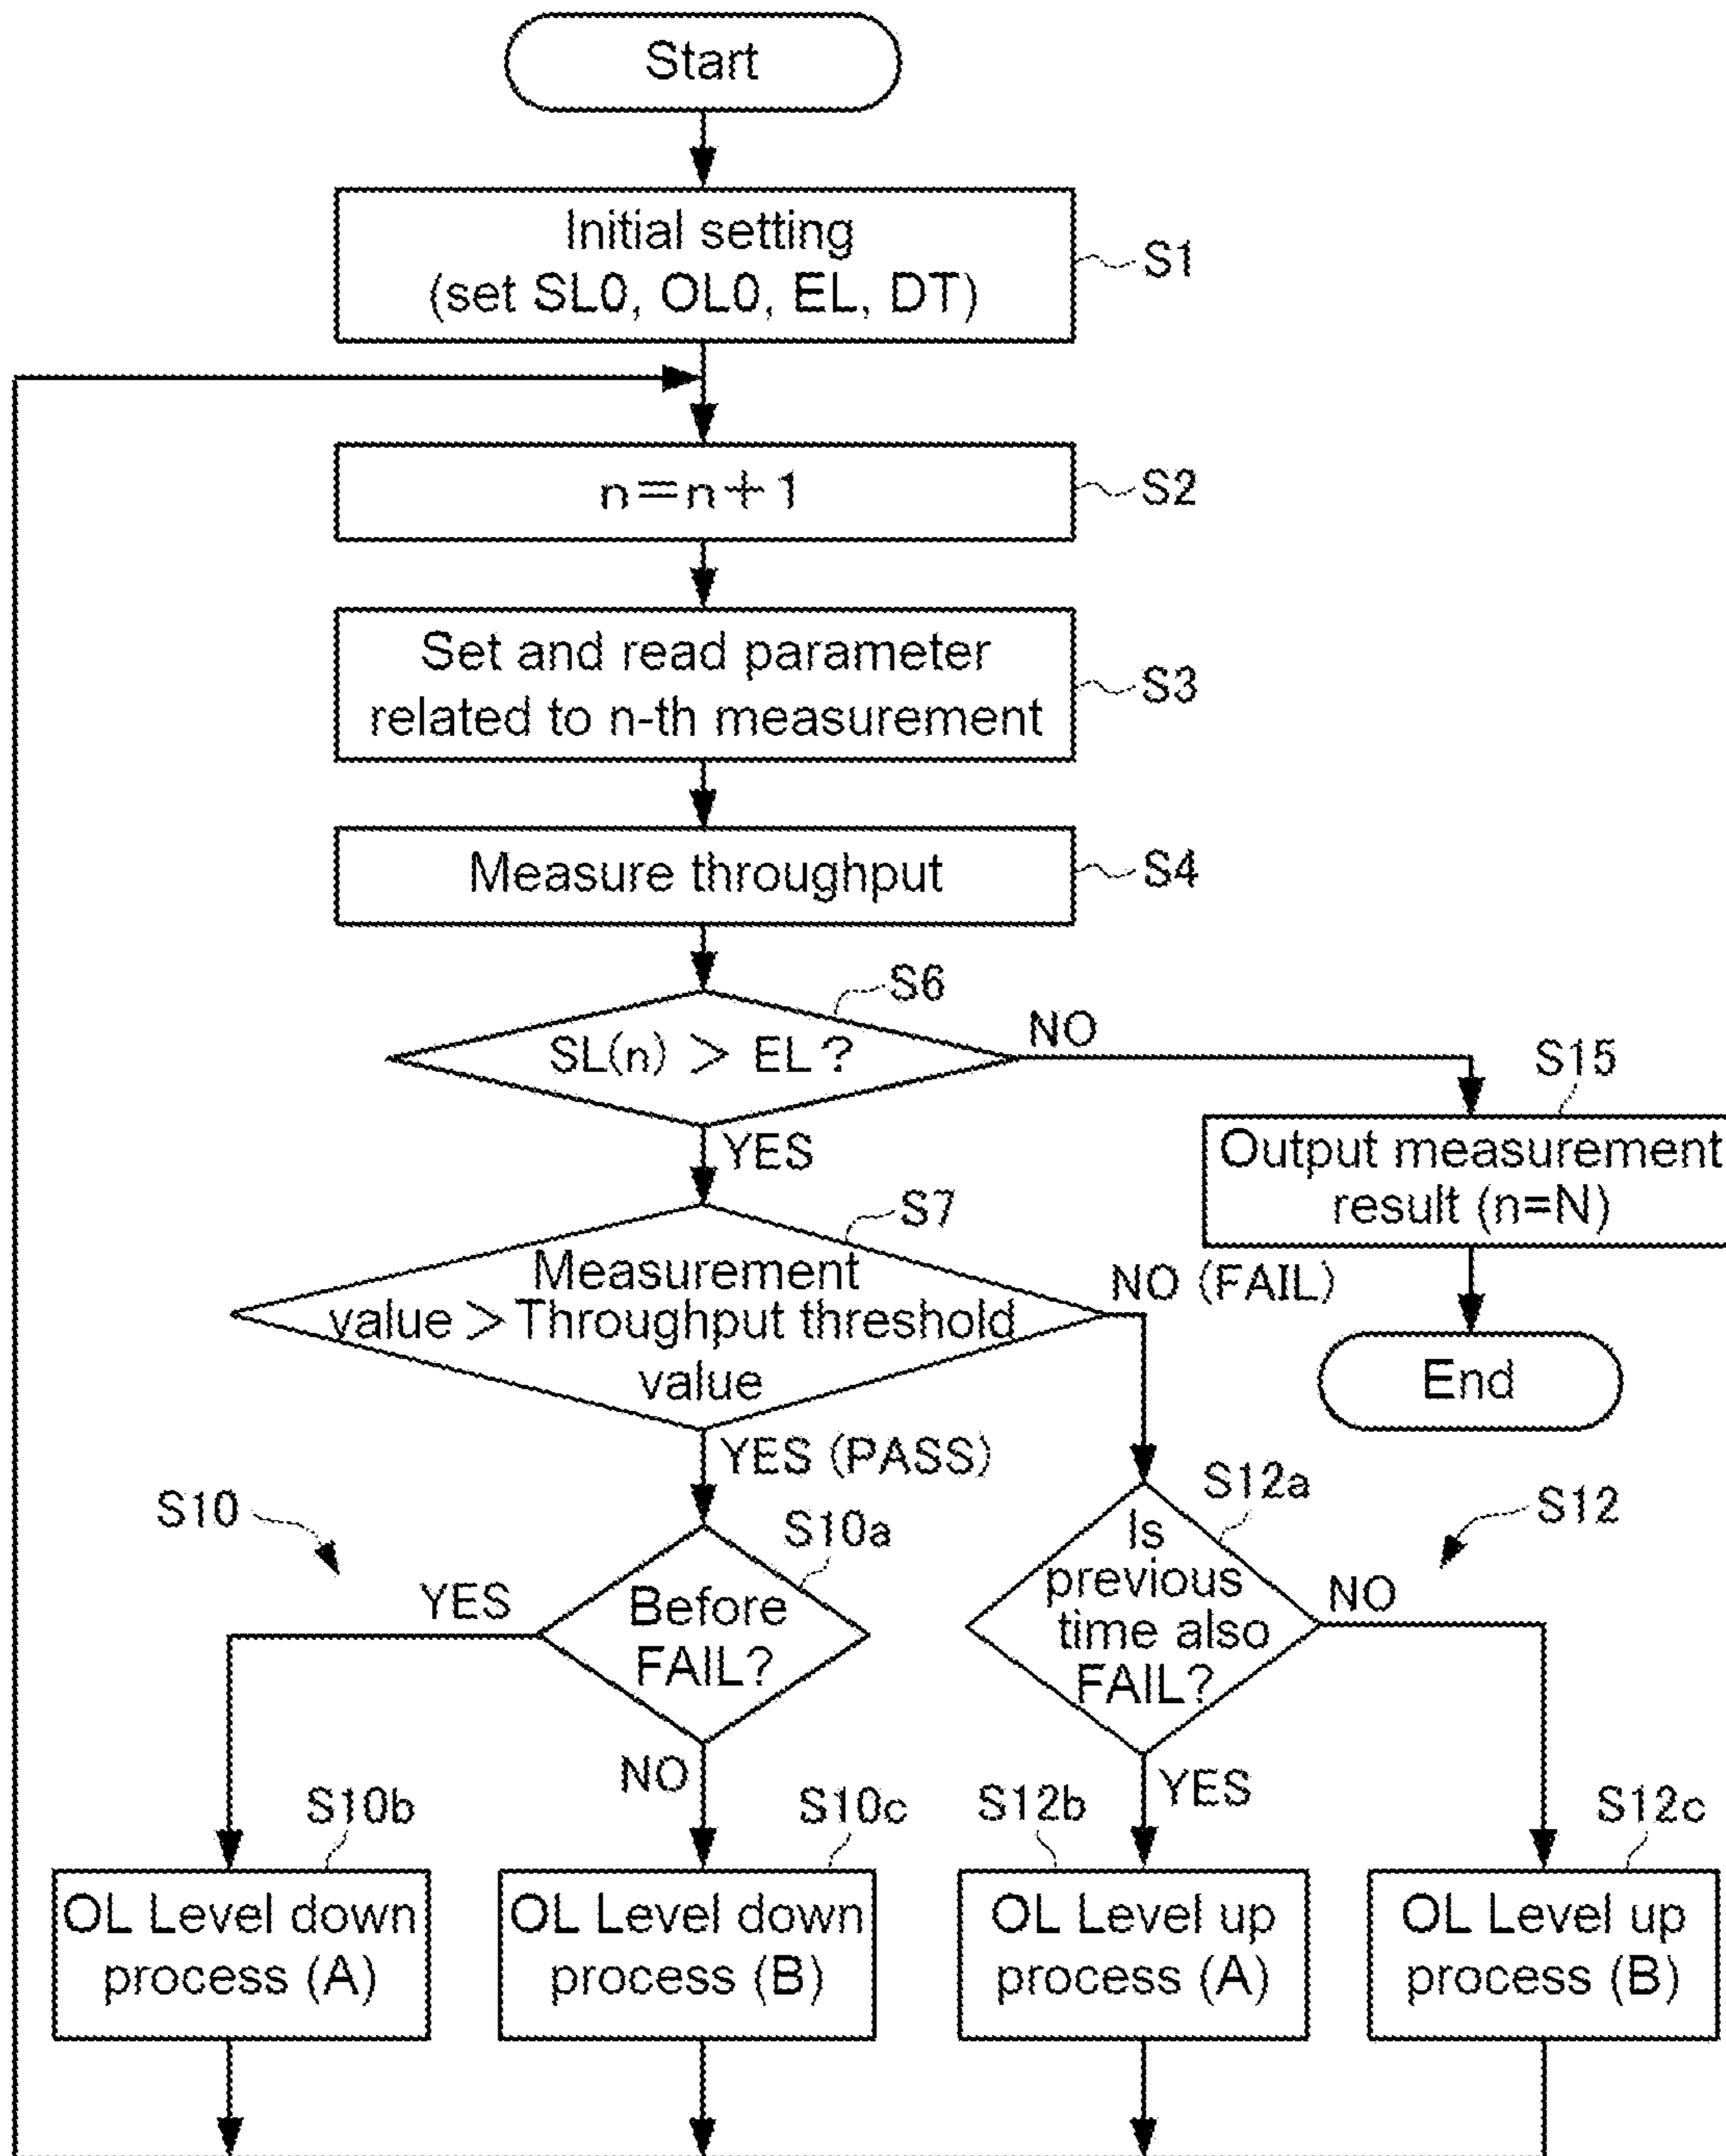 Start
Initial setting
(set SL0, OL0, EL, DT)
S1
n=n+1
S2
Set and read parameter
related to n-th measurement
S3
Measure throughput
S4
S6
SL(n) > EL?
NO
YES
S15
Output measurement
result (n=N)
End
S7
Measurement
value > Throughput threshold
value
NO (FAIL)
YES (PASS)
S10
S10a
Before
FAIL?
YES
NO
S12a
S12
Is
previous
time also
FAIL?
NO
YES
S10b
OL Level down
process (A)
S10c
OL Level down
process (B)
S12b
OL Level up
process (A)
S12c
OL Level up
process (B)